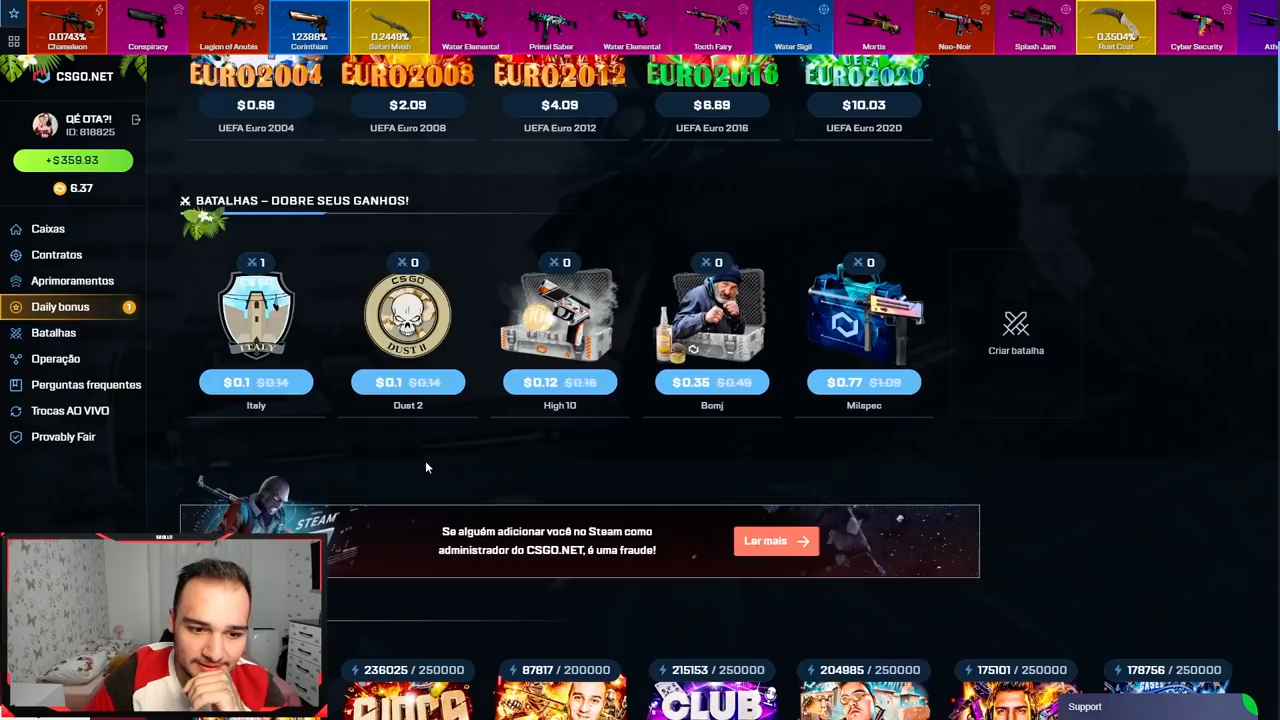 0.0743%
Chameleon
Conspiracy
Legion of Anubis
1.2386%
Corinthian
0.2449%
Safari Mesh
Water Elemental
Primal Saber
Water Elemental
Tooth Fairy
Water Sigil
Mortis
Neo-Noir
Splash Jam
0.3504%
Rust Coat
Cyber Security
CSGO.NET
QÉ OTA?!
ID: 818825
+$359.93
6.37
Caixas
Contratos
Aprimoramentos
Daily bonus
1
Batalhas
Operação
Perguntas frequentes
Trocas AO VIVO
Provably Fair
EURO2004
EURO2008
EURO2012
EURO2016
UEFA
EURO2020
$0.69
$2.09
$4.09
$6.69
$10.03
UEFA Euro 2004
UEFA Euro 2008
UEFA Euro 2012
UEFA Euro 2016
UEFA Euro 2020
BATALHAS – DOBRE SEUS GANHOS!
1
0
0
0
0
ITALY
CSGO
DUST II
$0.1 $0.14
$0.1 $0.14
$0.12 $0.16
$0.35 $0.49
$0.77 $1.09
Italy
Dust 2
High 10
Bomj
Milspec
Criar batalha
STEAM
Se alguém adicionar você no Steam como
administrador do CSGO.NET, é uma fraude!
Ler mais
236025 / 250000
87817 / 200000
215153 / 250000
204985 / 250000
175101 / 250000
178756 / 250000
CLUB
Support